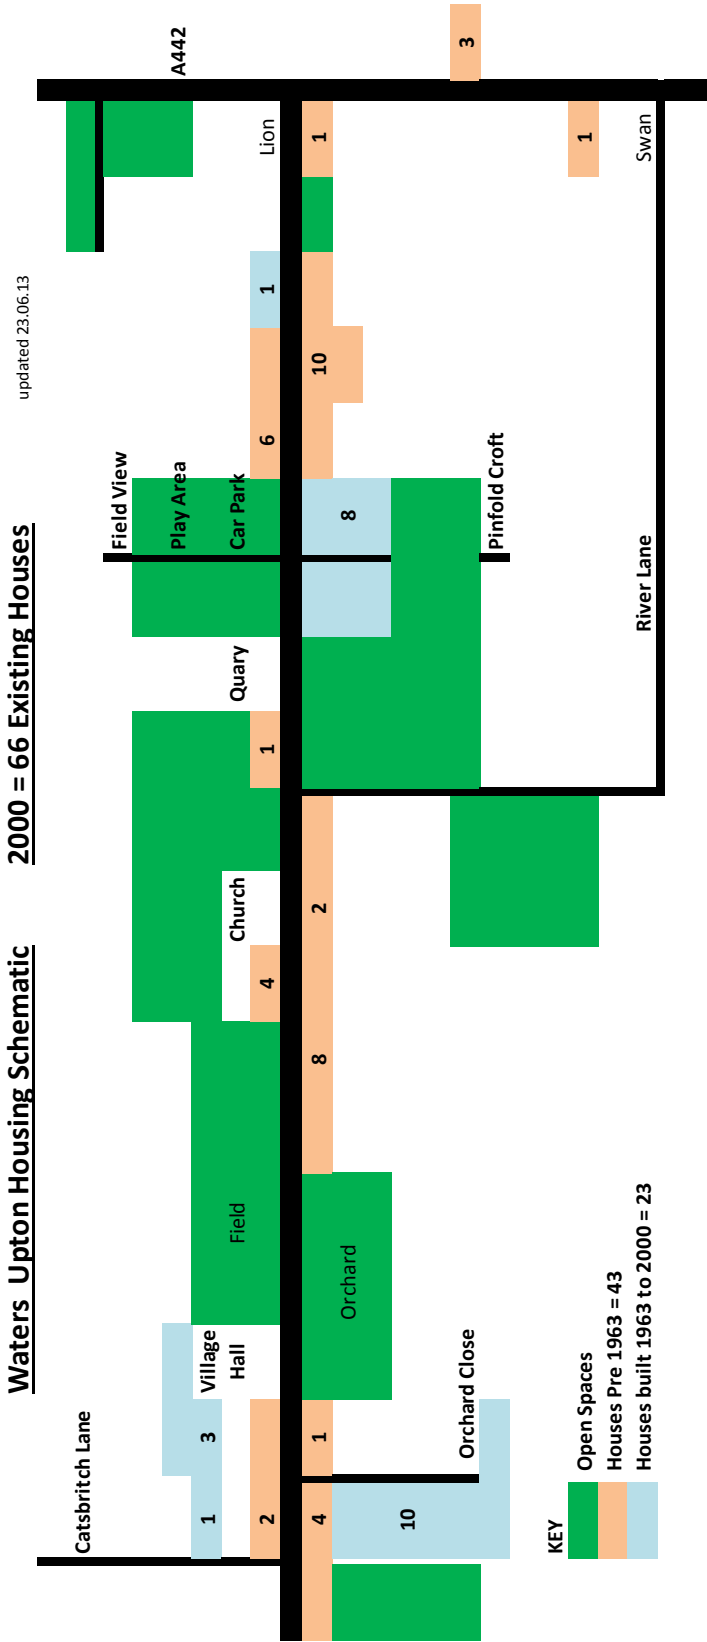 Waters Upton Housing Schematic 2000 = 66 Existing Houses
updated 23.06.13
Catsbritch Lane
Field View
Play Area A442
1 3 Village
Hall Field Church Quary Car Park
2 4 1 6 1 Lion
4 1 8 2 10 1
Orchard 8
10
Orchard Close 3
Pinfold Croft
KEY
Open Spaces 1
Houses Pre 1963 = 43
Houses built 1963 to 2000 = 23 River Lane Swan